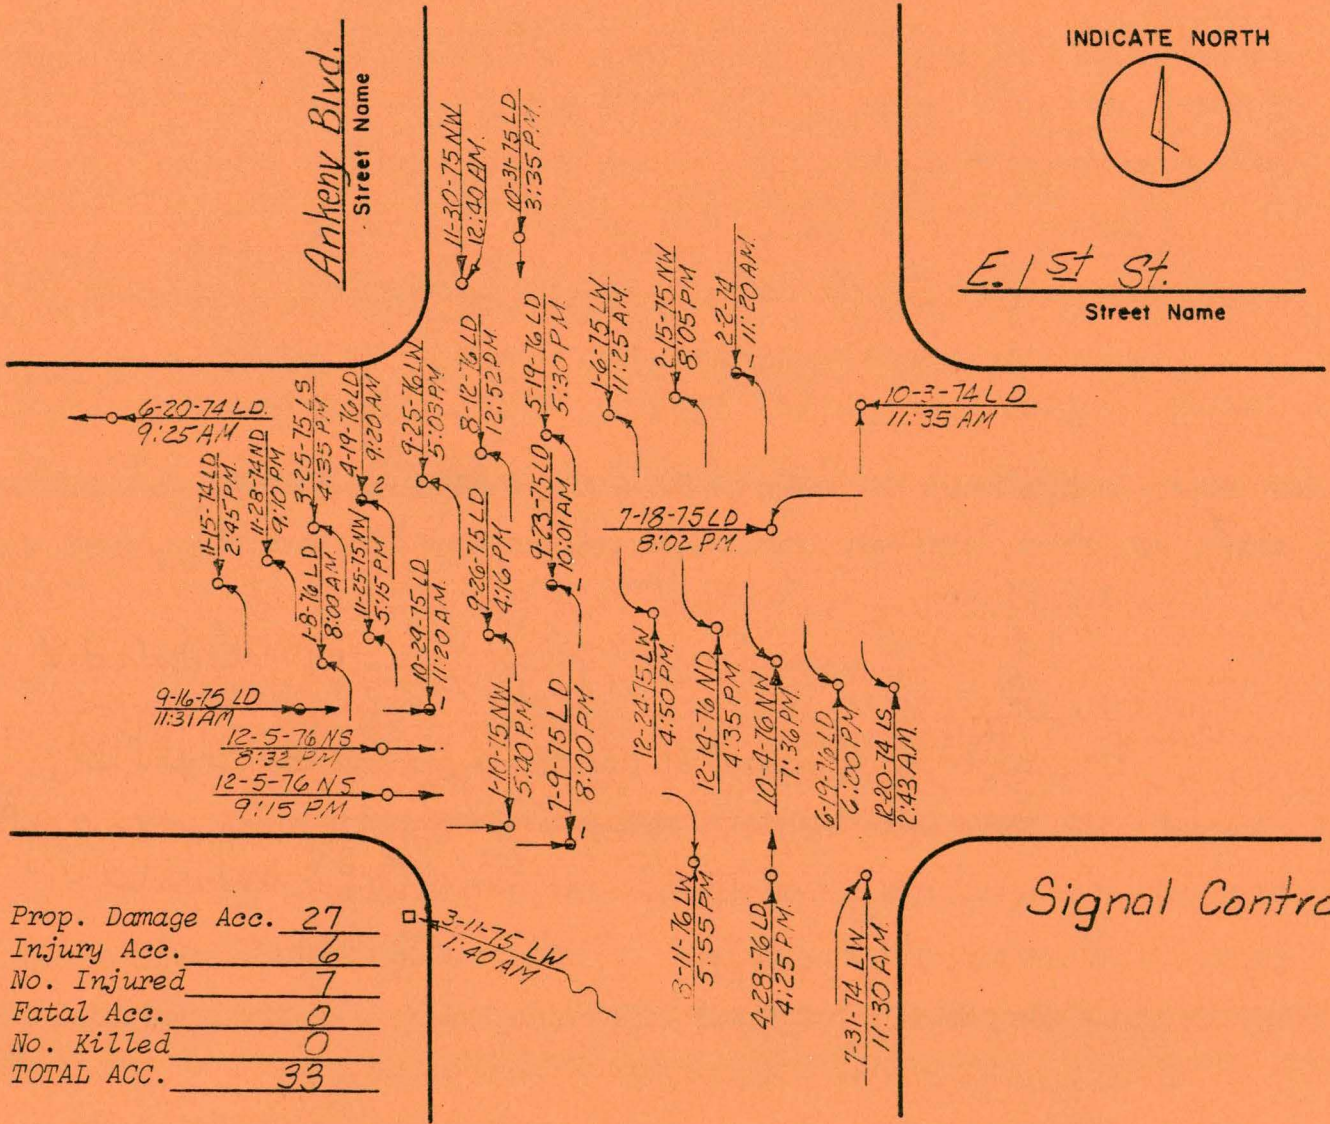 Ankeny Blvd.
Street Name
INDICATE NORTH
E. 1st St.
Street Name
11-30-75 NW
12:40 AM.
10-31-75 LD
3:35 P.M.
6-20-74 LD.
9:25 AM
11-15-74 LD
2:45 PM.
11-28-74 ND
9:10 PM
3-25-75 LS
4:35 P.M.
4-19-76 LD
9:20 AM
2
9-25-76 LW
5:03 PM
8-12-76 LD
12:52 PM
5-19-76 LD
5:30 P.M.
1-6-75 LW
11:25 A.M.
2-15-75 NW
8:05 PM
2-2-74
11:20 A.M.
1
10-3-74 LD
11:35 AM
7-18-75 LD
8:02 P.M.
1-8-76 LD
8:00 A.M.
11-25-75 NW
5:15 PM
10-29-75 LD
11:20 A.M.
1
9-26-75 LD
4:16 PM
9-23-75 LD
10:01 AM
1
9-16-75 LD
11:31 AM
12-5-76 NS
8:32 PM
12-5-76 NS
9:15 P.M.
1-10-75 NW
5:00 P.M.
7-9-75 LD
8:00 P.M.
1
12-24-75 LW
4:50 P.M.
12-14-76 ND
4:35 PM
10-4-76 NW
7:36 P.M.
6-19-76 LD
6:00 P.M.
12-20-74 LS
2:43 A.M.
3-11-75 LW
1:40 AM
3-11-76 LW
5:55 PM
4-28-76 LD
4:25 P.M.
7-31-74 LW
11:30 A.M.
Signal Contro
Prop. Damage Acc. 27
Injury Acc. 6
No. Injured 7
Fatal Acc. 0
No. Killed 0
TOTAL ACC. 33